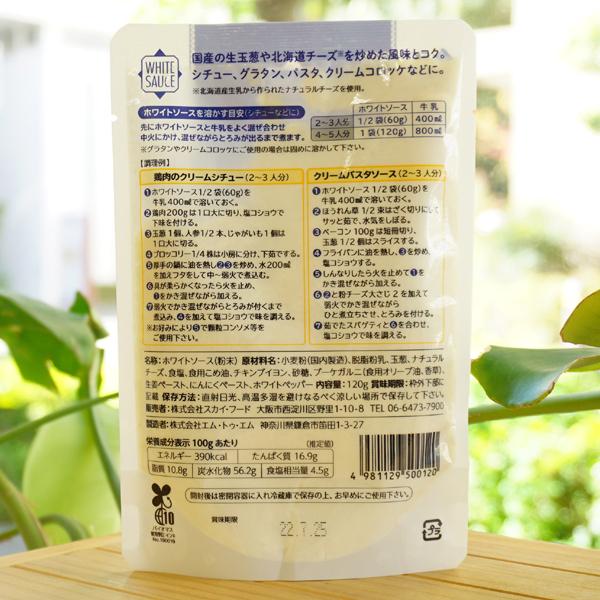 WHITE
SAUCE
国産の生玉葱や北海道チーズ※を炒めた風味とコク。
シチュー、グラタン、パスタ、クリームコロッケなどに。
※北海道産生乳から作られたナチュラルチーズを使用。
ホワイトソースを溶かす目安(シチューなどに)
先にホワイトソースと牛乳をよく混ぜ合わせ
中火にかけ、混ぜながらとろみが出るまで煮ます。
※グラタンやクリームコロッケにご使用の場合は固めに溶かして下さい。
ホワイトソース 牛乳
2〜3人分 1/2袋(60g) 400㎖
4〜5人分 1袋(120g) 800㎖
【調理例】
鶏肉のクリームシチュー(2〜3人分)
❶ホワイトソース1/2袋(60g)を
牛乳400㎖で溶いておく。
❷鶏肉200gは1口大に切り、塩コショウで
下味を付ける。
❸玉葱1個、人参1/2本、じゃがいも1個は
1口大に切る。
❹ブロッコリー1/4株は小房に分け、下茹でする。
❺厚手の鍋に油を熱し❷❸を炒め、水200㎖を
加えフタをして中〜弱火で煮込む。
❻具が柔らかくなったら火を止め、
❶をかき混ぜながら加える。
❼弱火でかき混ぜながらとろみが付くまで
煮込み、❹を加えて塩コショウで味を調える。
※お好みにより❺で顆粒コンソメ等を
ご使用下さい。
クリームパスタソース(2〜3人分)
❶ホワイトソース1/2袋(60g)を
牛乳400㎖で溶いておく。
❷ほうれん草1/2束はざく切りにして
サッと茹で、水気をしぼる。
❸ベーコン100gは短冊切り、
玉葱1/2個はスライスする。
❹フライパンに油を熱し、❸を炒め、
塩コショウする。
❺しんなりしたら火を止めて❶を
かき混ぜながら加える。
❻❷と粉チーズ大さじ2を加えて
弱火でかき混ぜながら
ひと煮立ちさせ、とろみを付ける。
❼茹でたスパゲティと❻を合わせ、
塩コショウで味を調える。
名称:ホワイトソース(粉末) 原材料名:小麦粉(国内製造)、脱脂粉乳、玉葱、ナチュラルチ
ーズ、食塩、食用こめ油、チキンブイヨン、砂糖、ブーケガルニ(食用オリーブ油、香草)、
生姜ペースト、にんにくペースト、ホワイトペッパー 内容量:120g 賞味期限:枠外下部に
記載 保存方法:直射日光、高温多湿を避けなるべく涼しい場所で保存して下さい。
販売者:株式会社スカイ・フード 大阪市西淀川区野里1-10-8 TEL 06-6473-7900
製造者:株式会社エム・トゥ・エム 神奈川県鎌倉市笛田1-3-27
栄養成分表示 100gあたり (推定値)
エネルギー 390kcal たんぱく質 16.9g
脂質 10.8g 炭水化物 56.2g 食塩相当量 4.5g
4 981129 500120
開封後は密閉容器に入れ冷蔵庫で保存の上、お早めにご使用下さい。
10
バイオマス
No.190019
賞味期限
22.7.25
プラ